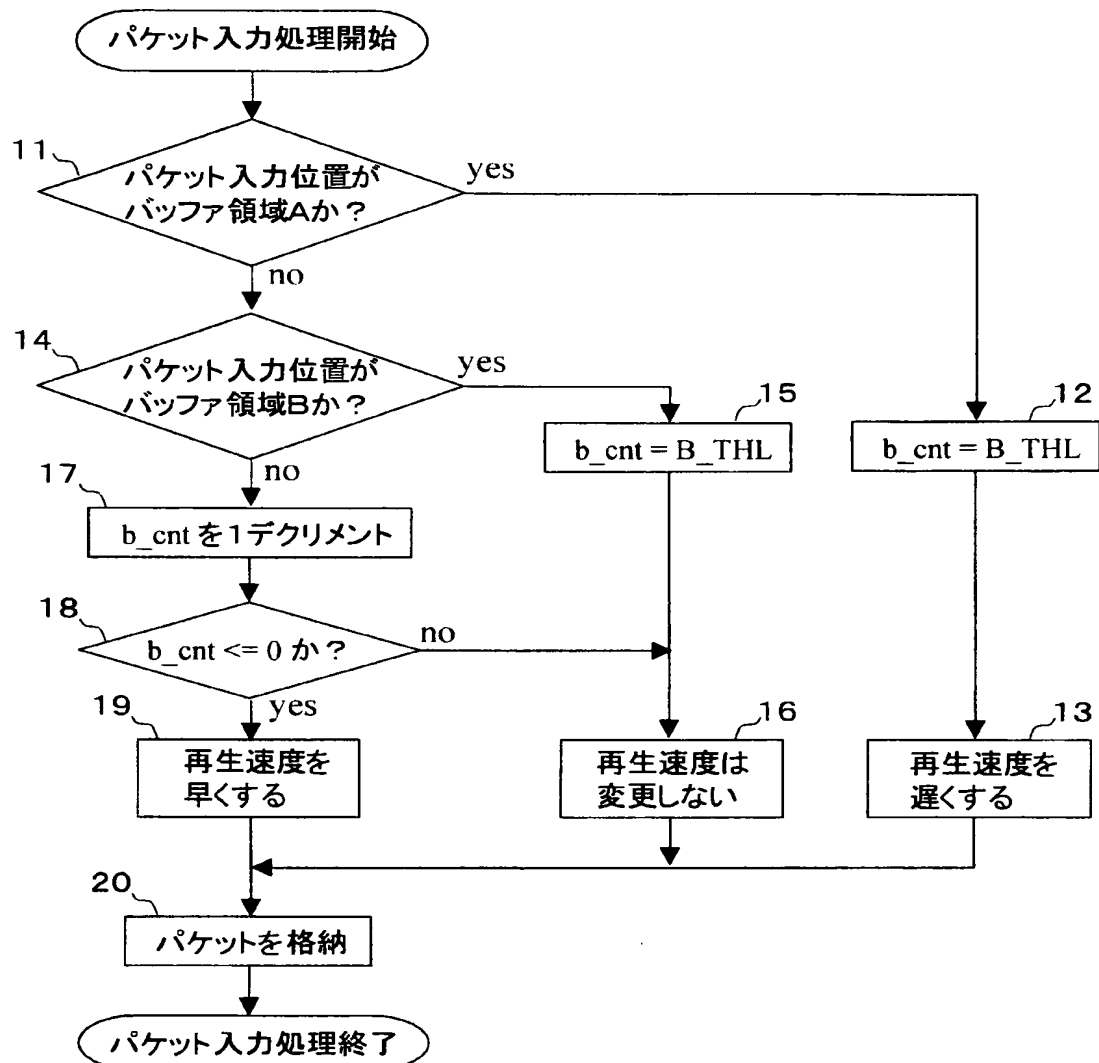 パケット入力処理開始
11
パケット入力位置が
バッファ領域Aか？
yes
no
14
パケット入力位置が
バッファ領域Bか？
yes
no
15
b_cnt = B_THL
12
b_cnt = B_THL
17
b_cnt を１デクリメント
18
b_cnt <= 0 か？
no
yes
19
再生速度を
早くする
16
再生速度は
変更しない
13
再生速度を
遅くする
20
パケットを格納
パケット入力処理終了